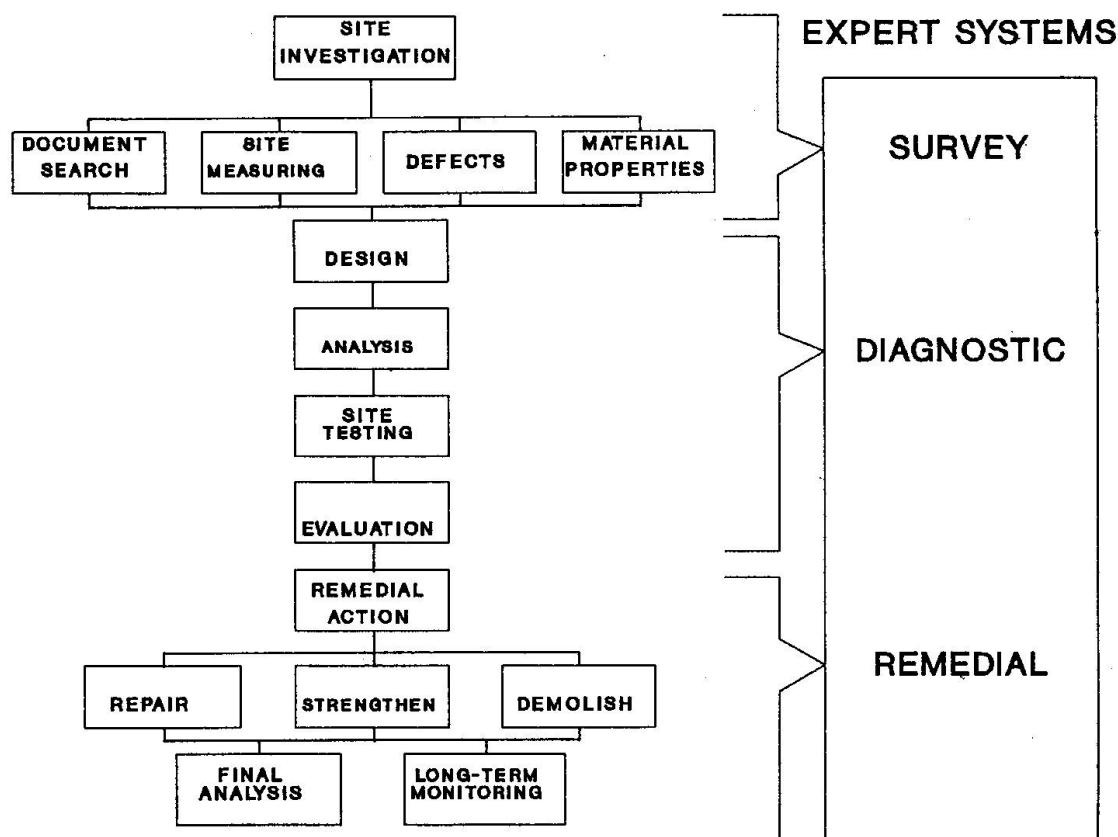 SITE
INVESTIGATION
EXPERT SYSTEMS
DOCUMENT
SEARCH
SITE
MEASURING
DEFECTS
MATERIAL
PROPERTIES
SURVEY
DESIGN
ANALYSIS
DIAGNOSTIC
SITE
TESTING
EVALUATION
REMEDIAL
ACTION
REPAIR
STRENGTHEN
DEMOLISH
REMEDIAL
FINAL
ANALYSIS
LONG-TERM
MONITORING